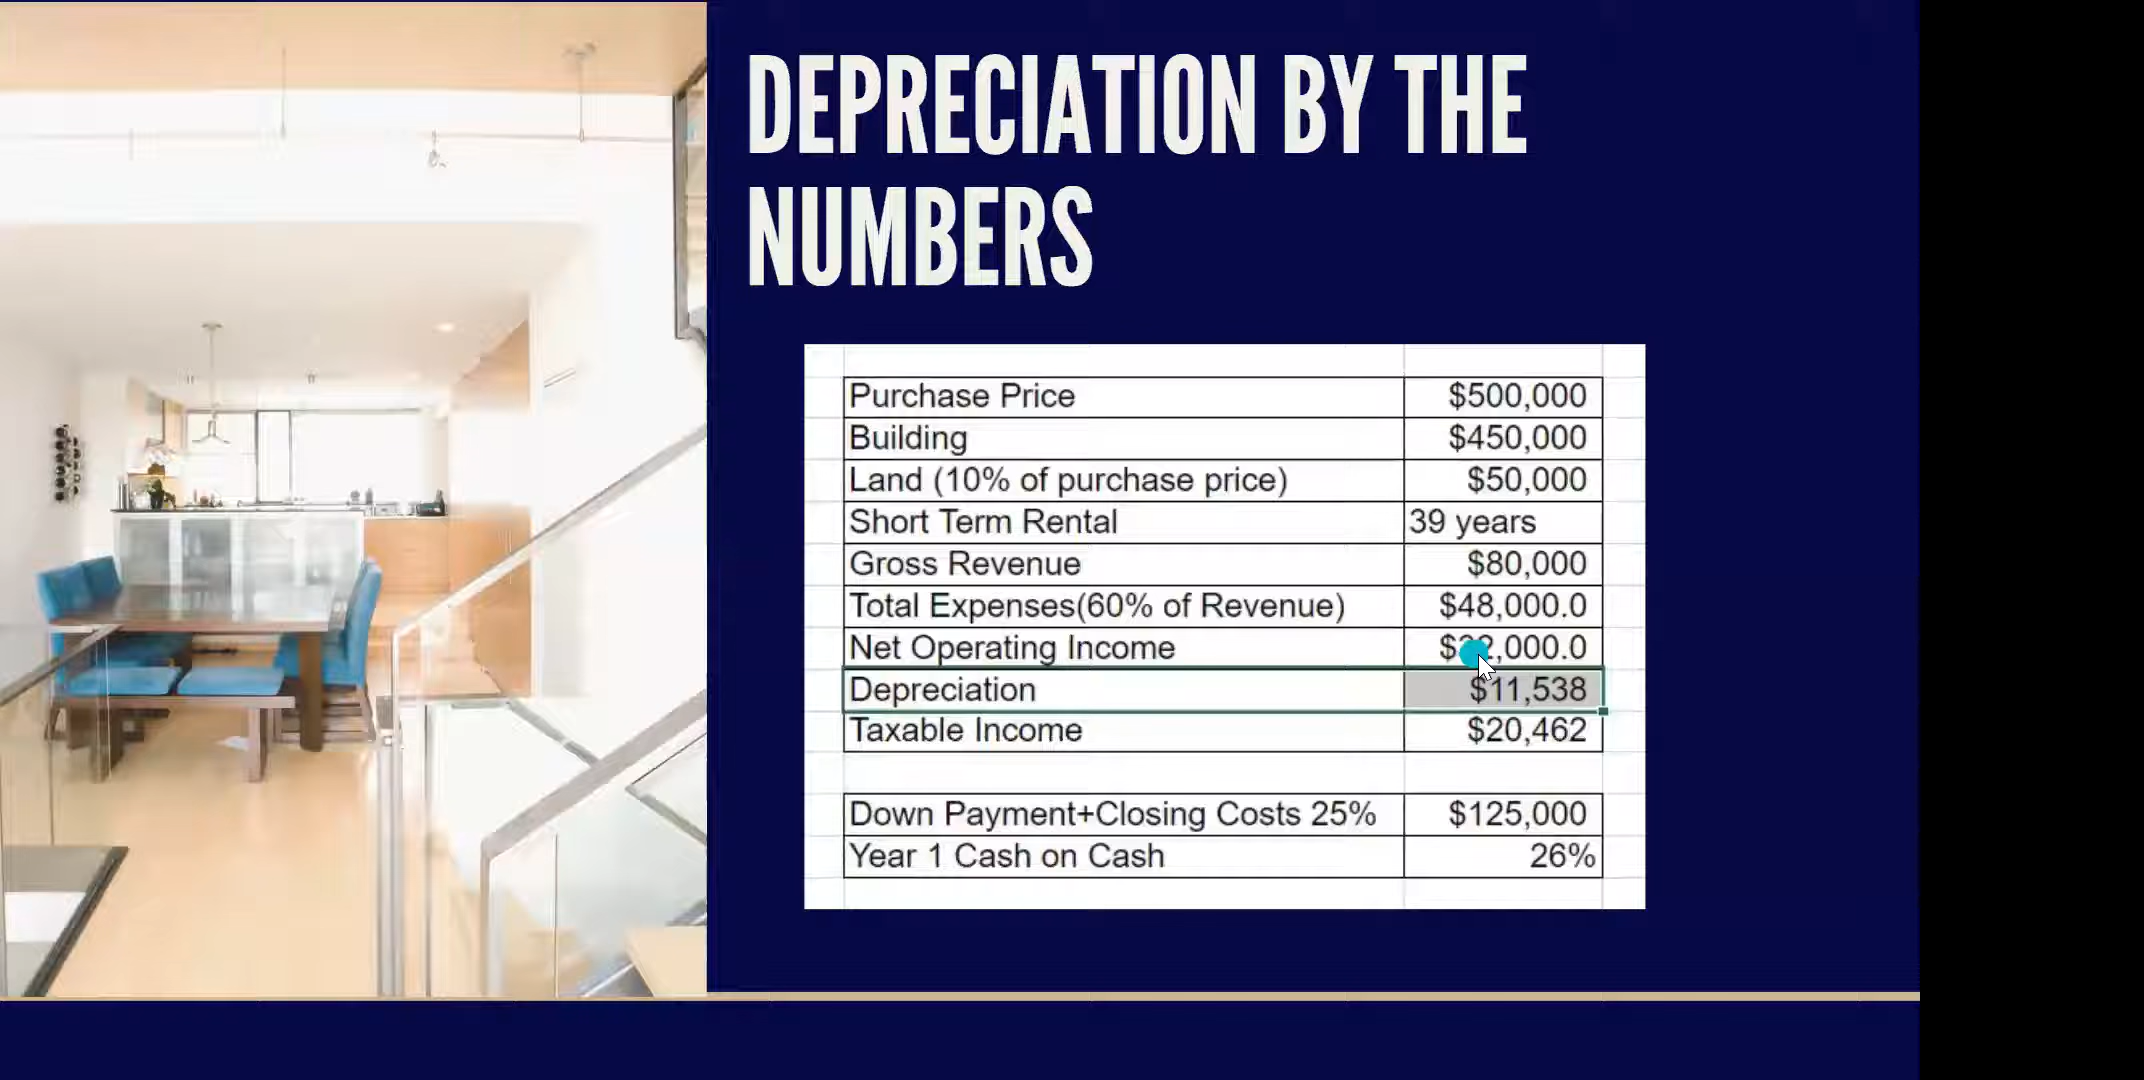 DEPRECIATION BY THE
NUMBERS
Purchase Price $500,000
Building $450,000
Land (10% of purchase price) $50,000
Short Term Rental 39 years
Gross Revenue $80,000
Total Expenses(60% of Revenue) $48,000.0
Net Operating Income
Depreciation $11,538
Taxable Income $20,462
Down Payment+Closing Costs 25% $125,000
Year 1 Cash on Cash 26%